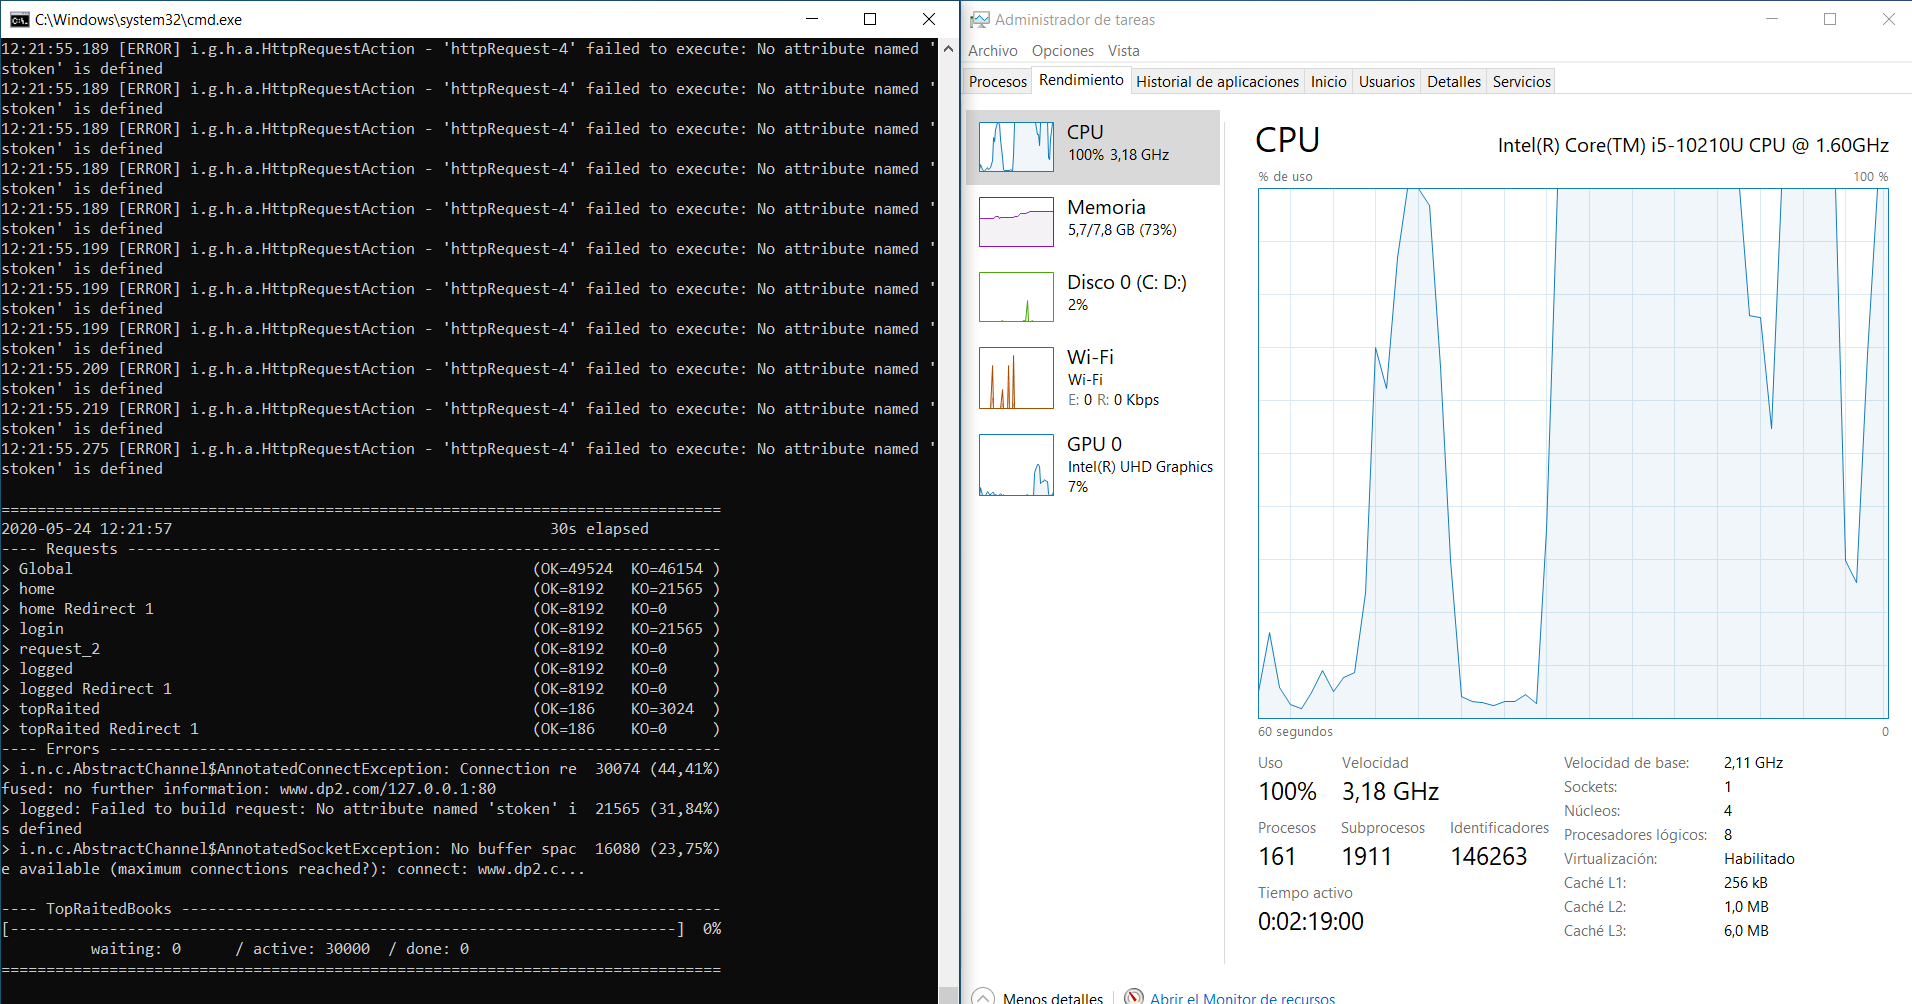 C:\Windows\system32\cmd.exe
12:21:55.189 [ERROR] i.g.h.a.HttpRequestAction - 'httpRequest-4' failed to execute: No attribute named '
stoken' is defined
12:21:55.189 [ERROR] i.g.h.a.HttpRequestAction - 'httpRequest-4' failed to execute: No attribute named '
stoken' is defined
12:21:55.189 [ERROR] i.g.h.a.HttpRequestAction - 'httpRequest-4' failed to execute: No attribute named '
stoken' is defined
12:21:55.189 [ERROR] i.g.h.a.HttpRequestAction - 'httpRequest-4' failed to execute: No attribute named '
stoken' is defined
12:21:55.189 [ERROR] i.g.h.a.HttpRequestAction - 'httpRequest-4' failed to execute: No attribute named '
stoken' is defined
12:21:55.199 [ERROR] i.g.h.a.HttpRequestAction - 'httpRequest-4' failed to execute: No attribute named '
stoken' is defined
12:21:55.199 [ERROR] i.g.h.a.HttpRequestAction - 'httpRequest-4' failed to execute: No attribute named '
stoken' is defined
12:21:55.199 [ERROR] i.g.h.a.HttpRequestAction - 'httpRequest-4' failed to execute: No attribute named '
stoken' is defined
12:21:55.209 [ERROR] i.g.h.a.HttpRequestAction - 'httpRequest-4' failed to execute: No attribute named '
stoken' is defined
12:21:55.219 [ERROR] i.g.h.a.HttpRequestAction - 'httpRequest-4' failed to execute: No attribute named '
stoken' is defined
12:21:55.275 [ERROR] i.g.h.a.HttpRequestAction - 'httpRequest-4' failed to execute: No attribute named '
stoken' is defined
================================================================================
2020-05-24 12:21:57                                          30s elapsed
---- Requests ------------------------------------------------------------------
> Global                                                   (OK=49524  KO=46154 )
> home                                                     (OK=8192   KO=21565 )
> home Redirect 1                                          (OK=8192   KO=0     )
> login                                                    (OK=8192   KO=21565 )
> request_2                                                (OK=8192   KO=0     )
> logged                                                   (OK=8192   KO=0     )
> logged Redirect 1                                        (OK=8192   KO=0     )
> topRaited                                                (OK=186    KO=3024  )
> topRaited Redirect 1                                     (OK=186    KO=0     )
---- Errors --------------------------------------------------------------------
> i.n.c.AbstractChannel$AnnotatedConnectException: Connection re  30074 (44,41%)
fused: no further information: www.dp2.com/127.0.0.1:80
> logged: Failed to build request: No attribute named 'stoken' i  21565 (31,84%)
s defined
> i.n.c.AbstractChannel$AnnotatedSocketException: No buffer spac  16080 (23,75%)
e available (maximum connections reached?): connect: www.dp2.c...
---- TopRaitedBooks ------------------------------------------------------------
[--------------------------------------------------------------------------]  0%
          waiting: 0      / active: 30000  / done: 0
================================================================================
Administrador de tareas
Archivo Opciones Vista
Procesos Rendimiento Historial de aplicaciones Inicio Usuarios Detalles Servicios
CPU
100% 3,18 GHz
Memoria
5,7/7,8 GB (73%)
Disco 0 (C: D:)
2%
Wi-Fi
Wi-Fi
E: 0 R: 0 Kbps
GPU 0
Intel(R) UHD Graphics
7%
CPU Intel(R) Core(TM) i5-10210U CPU @ 1.60GHz
% de uso 100 %
60 segundos 0
Uso Velocidad
100% 3,18 GHz
Procesos Subprocesos Identificadores
161 1911 146263
Tiempo activo
0:02:19:00
Velocidad de base: 2,11 GHz
Sockets: 1
Núcleos: 4
Procesadores lógicos: 8
Virtualización: Habilitado
Caché L1: 256 kB
Caché L2: 1,0 MB
Caché L3: 6,0 MB
Menos detalles Abrir el Monitor de recursos